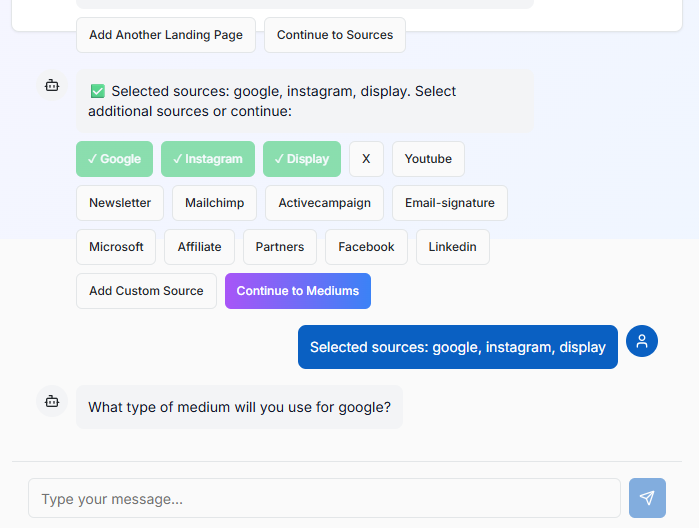 Add Another Landing Page Continue to Sources
✅ Selected sources: google, instagram, display. Select
additional sources or continue:
✓ Google ✓ Instagram ✓ Display X Youtube
Newsletter Mailchimp Activecampaign Email-signature
Microsoft Affiliate Partners Facebook Linkedin
Add Custom Source Continue to Mediums
Selected sources: google, instagram, display
What type of medium will you use for google?
Type your message...